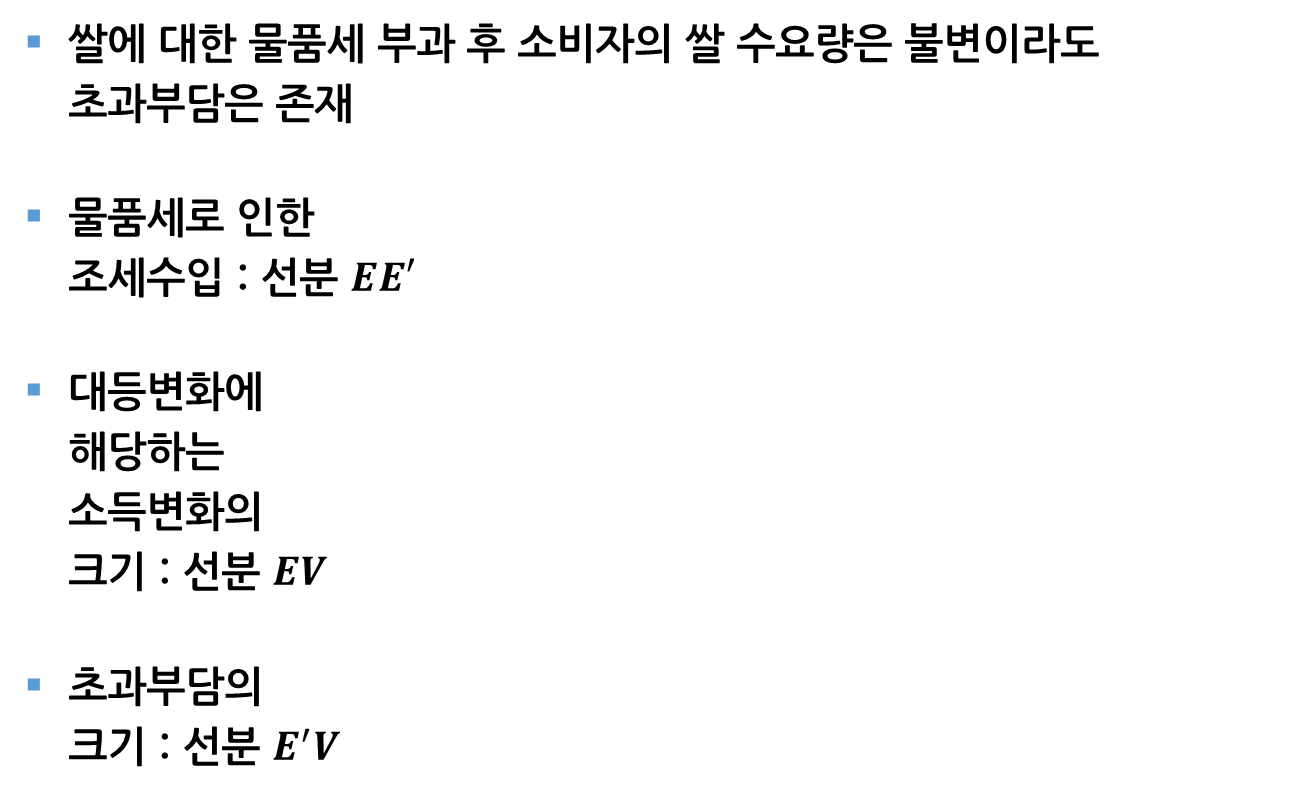 ▪ 쌀에 대한 물품세 부과 후 소비자의 쌀 수요량은 불변이라도
초과부담은 존재
▪ 물품세로 인한
조세수입 : 선분 EE′
▪ 대등변화에
해당하는
소득변화의
크기 : 선분 EV
▪ 초과부담의
크기 : 선분 E′V